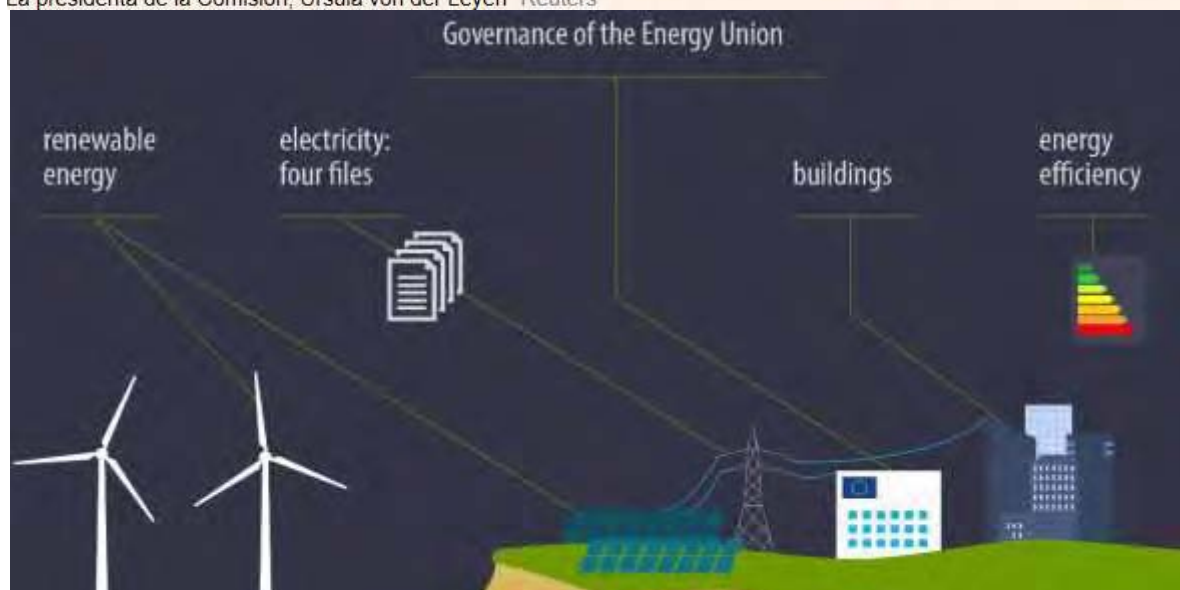 La presidenta de la Comisión, Ursula von der Leyen Reuters
Governance of the Energy Union
renewable
energy
electricity:
four files
buildings
energy
efficiency